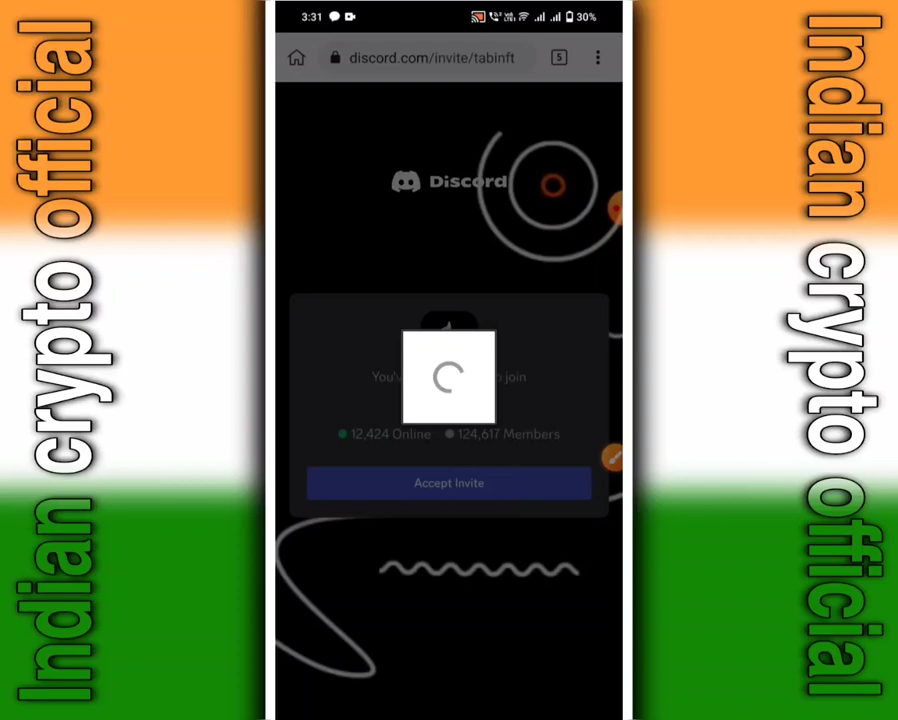 Indian crypto official
3:31 30%
discord.com/invite/tabinft 5
Discord
You' o join
12,424 Online 124,617 Members
Accept Invite
Indian crypto official